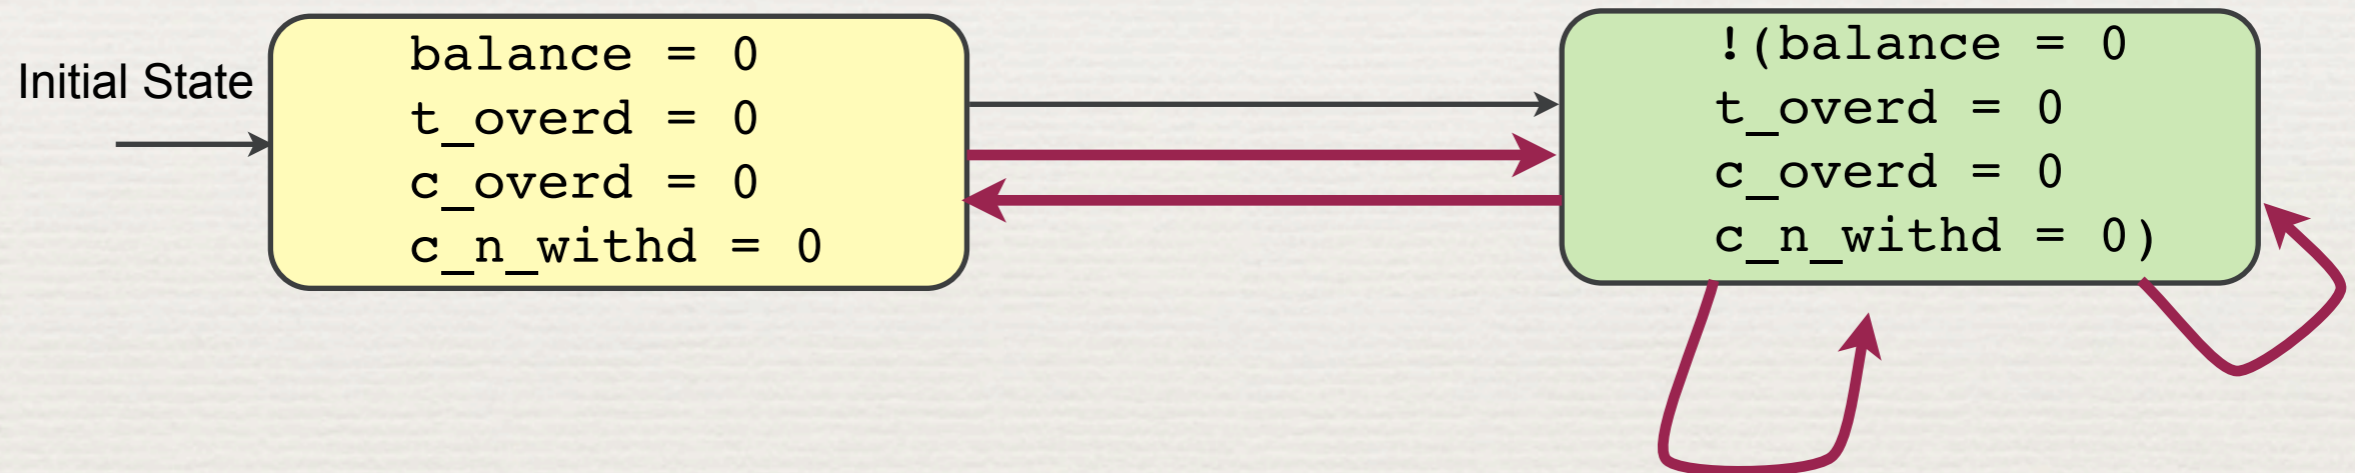 Initial State
balance = 0
t_overd = 0
c_overd = 0
c_n_withd = 0
!(balance = 0
t_overd = 0
c_overd = 0
c_n_withd = 0)